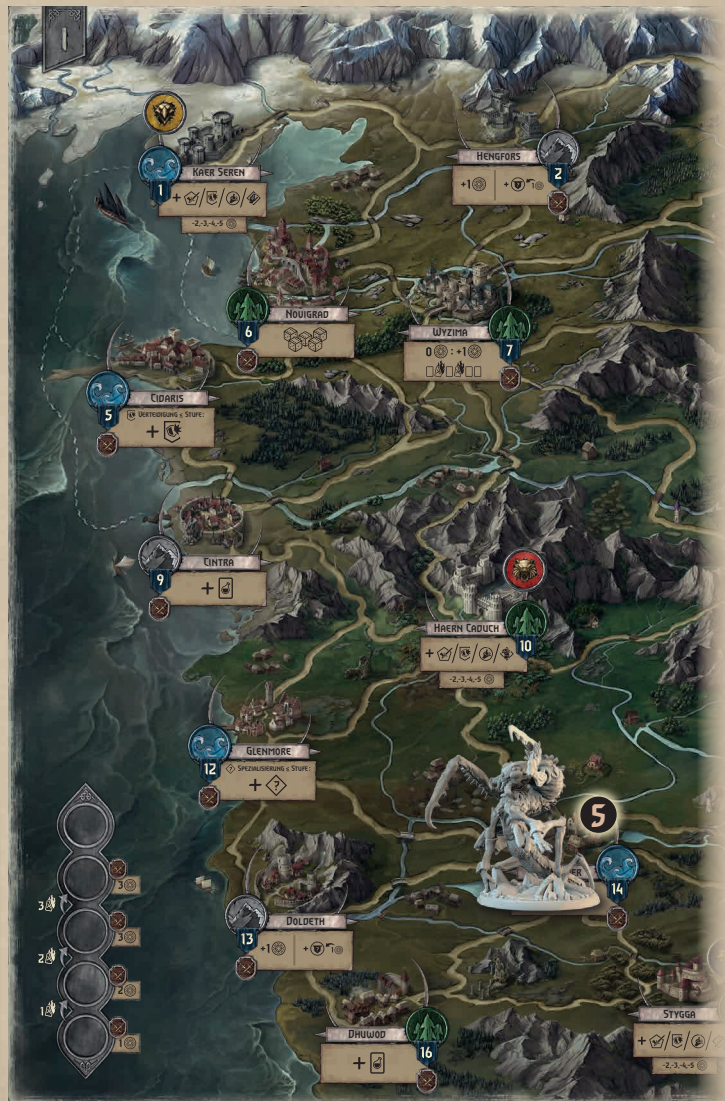 I
KAER SEREN
1
+ / / /
-2,-3,-4,-5
HENGFORS
2
+1
+ 1
NOVIGRAD
6
WYZIMA
7
0 : +1
CIDARIS
5
VERTEIDIGUNG ≤ STUFE:
+
CINTRA
9
+
HAERN CADUCH
10
+ / / /
-2,-3,-4,-5
GLENMORE
12
? SPEZIALISIERUNG ≤ STUFE:
+ ?
5
ER
14
3
3
3
2
2
1
1
DOLDETH
13
+1
+ 1
DHUWOD
16
+
STYGGA
+ / / /
-2,-3,-4,-5